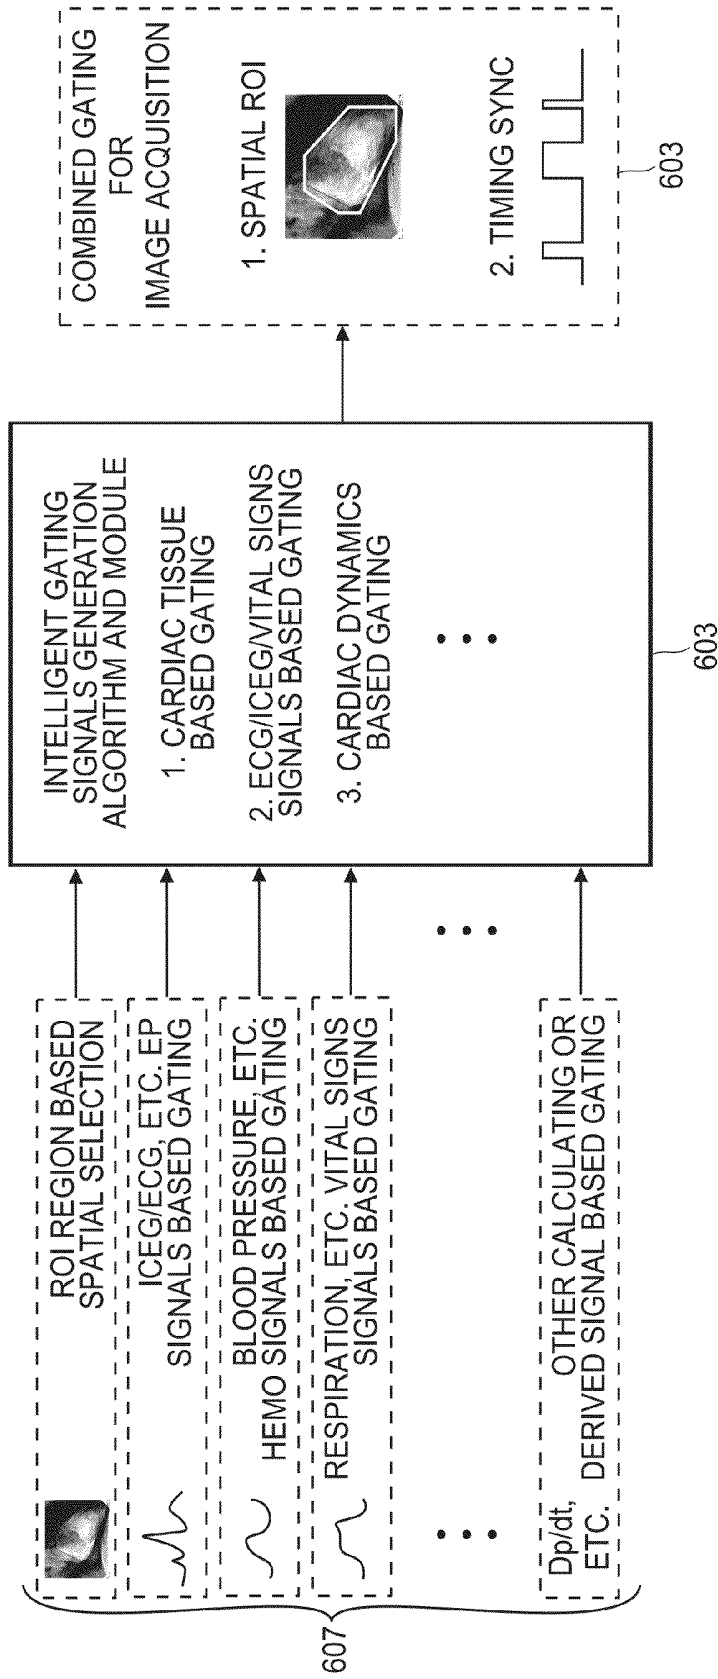 607
ROI REGION BASED
SPATIAL SELECTION
ICEG/ECG, ETC. EP
SIGNALS BASED GATING
BLOOD PRESSURE, ETC.
HEMO SIGNALS BASED GATING
RESPIRATION, ETC. VITAL SIGNS
SIGNALS BASED GATING
Dp/dt,
ETC.
OTHER CALCULATING OR
DERIVED SIGNAL BASED GATING
INTELLIGENT GATING
SIGNALS GENERATION
ALGORITHM AND MODULE
1. CARDIAC TISSUE
BASED GATING
2. ECG/ICEG/VITAL SIGNS
SIGNALS BASED GATING
3. CARDIAC DYNAMICS
BASED GATING
603
COMBINED GATING
FOR
IMAGE ACQUISITION
1. SPATIAL ROI
2. TIMING SYNC
603